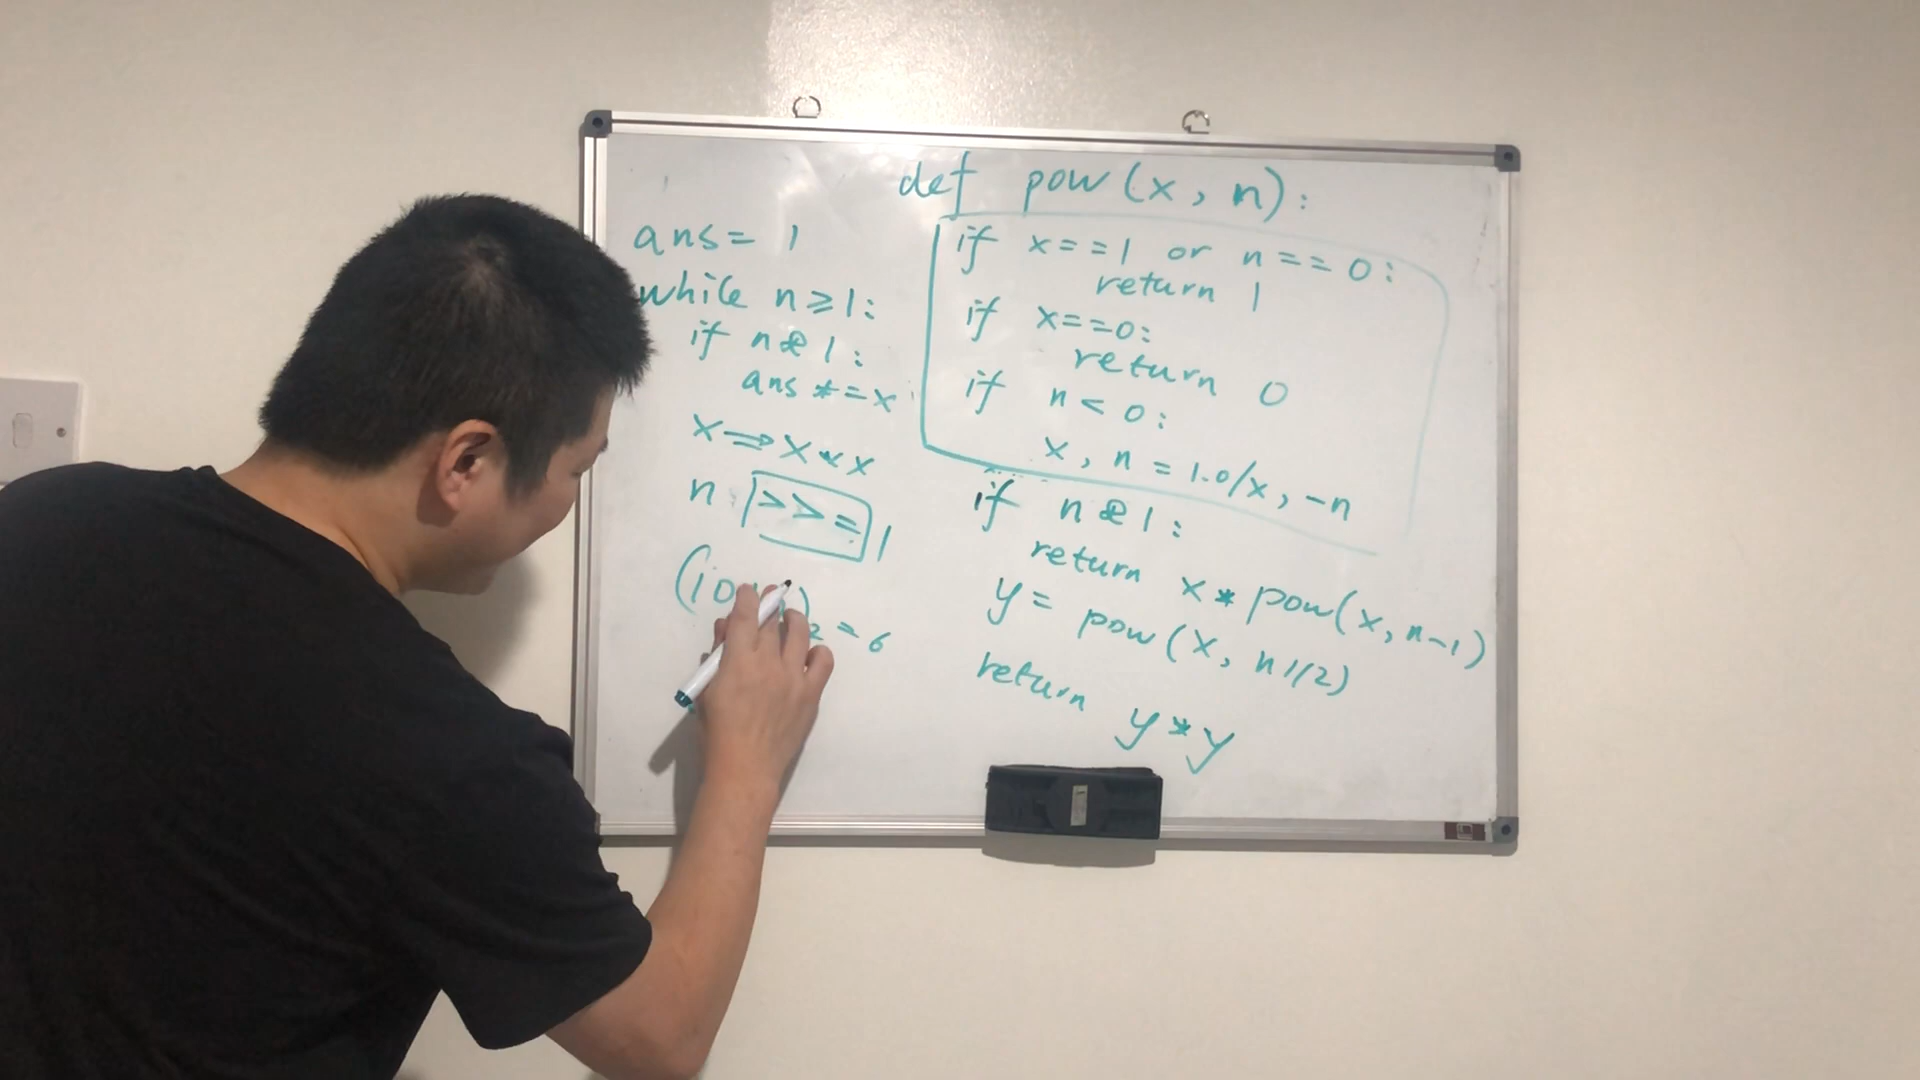 def pow(x, n):
if x==1 or n==0:
return 1
if x==0:
return 0
if n<0:
x, n = 1.0/x, -n
if n&1:
return x*pow(x, n-1)
y = pow(x, n//2)
return y*y
ans = 1
while n≥1:
if n&1:
ans *=x
x⇒x*x
n >>= 1
2 = 6